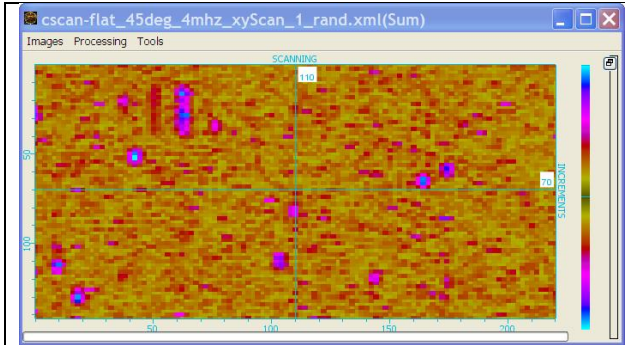 cscan-flat_45deg_4mhz_xyScan_1_rand.xml(Sum)
Images Processing Tools
SCANNING
110
50
70
INCREMENTS
100
50 100 150 200